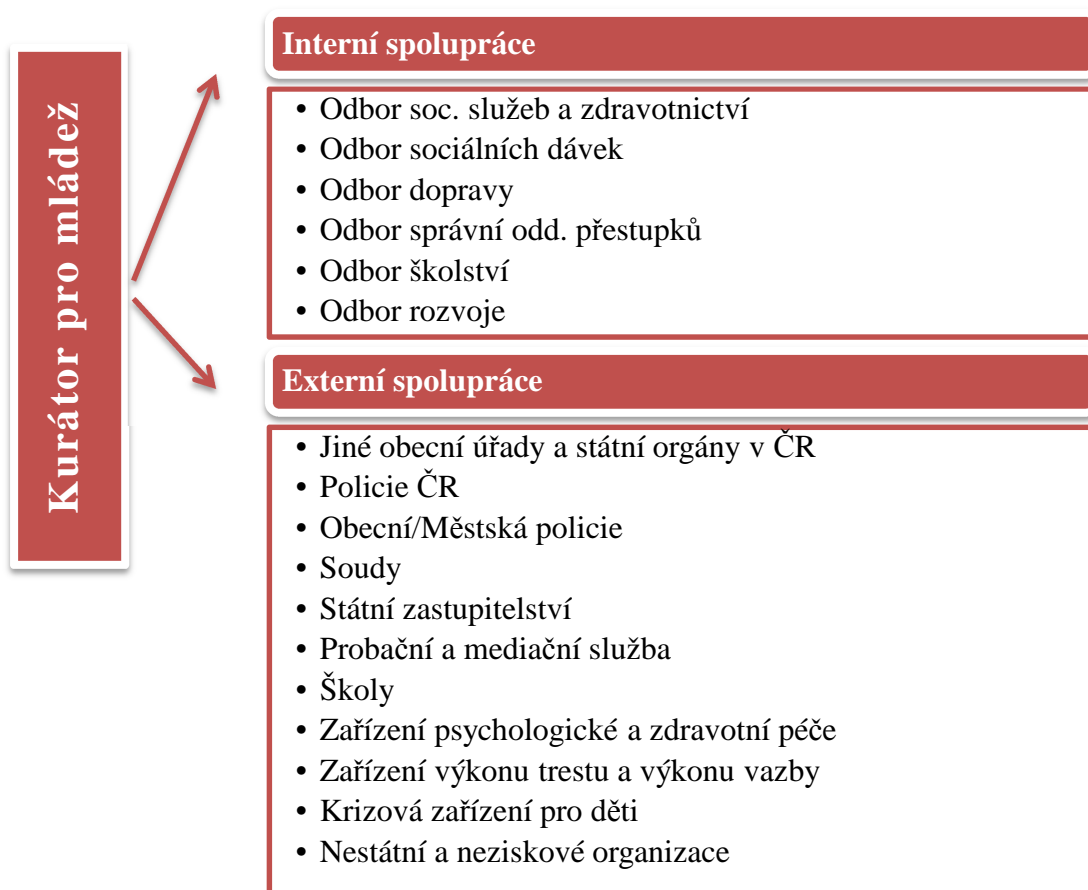 Kurátor pro mládež
Interní spolupráce
• Odbor soc. služeb a zdravotnictví
• Odbor sociálních dávek
• Odbor dopravy
• Odbor správní odd. přestupků
• Odbor školství
• Odbor rozvoje
Externí spolupráce
• Jiné obecní úřady a státní orgány v ČR
• Policie ČR
• Obecní/Městská policie
• Soudy
• Státní zastupitelství
• Probační a mediační služba
• Školy
• Zařízení psychologické a zdravotní péče
• Zařízení výkonu trestu a výkonu vazby
• Krizová zařízení pro děti
• Nestátní a neziskové organizace